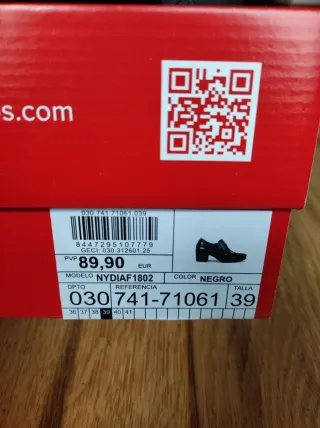 s.com
030.741.71061.039
8447295107779
GECI: 030.312601.25
PVP 89,90 EUR
MODELO NYDIAF1802 COLOR NEGRO
DPTO REFERENCIA TALLA
030 741-71061 39
36 37 38 39 40 41